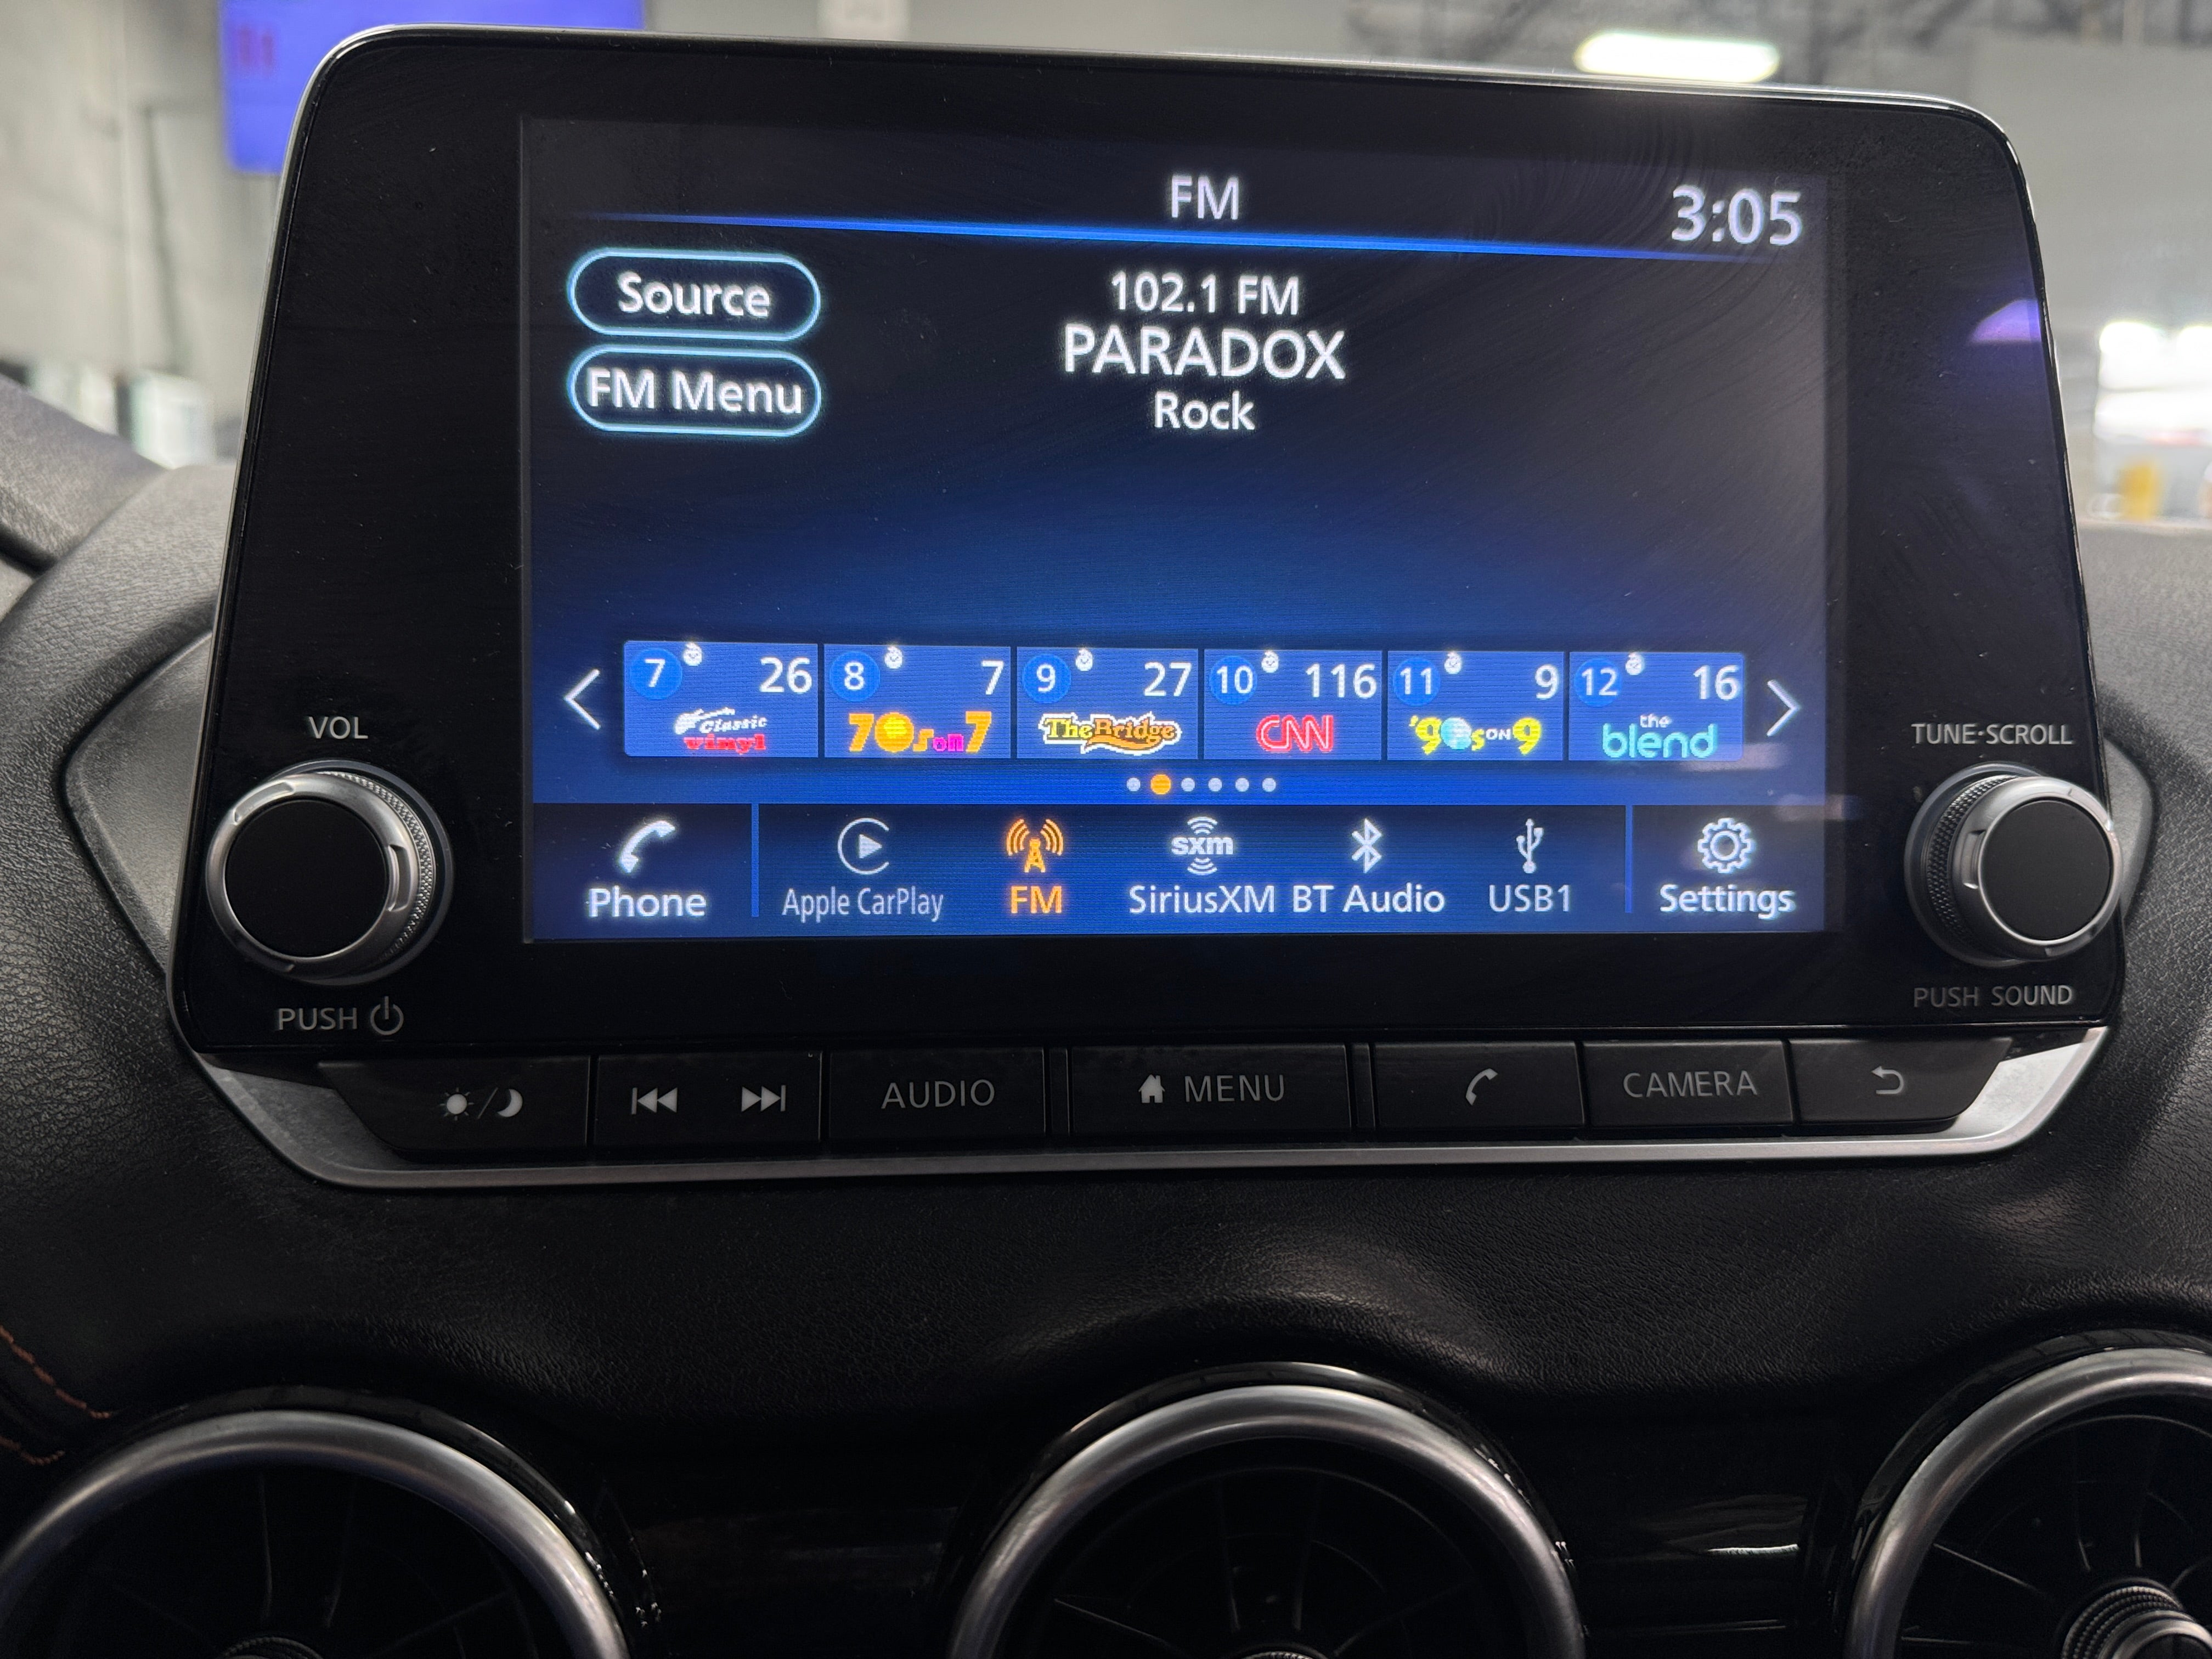 FM
3:05
Source
102.1 FM
PARADOX
FM Menu
Rock
7 26
Classic
vinyl
8 7
70s on 7
9 27
The Bridge
10 116
CNN
11 9
'90s ON 9
12 16
the
blend
VOL
TUNE·SCROLL
Phone
Apple CarPlay
FM
sxm
SiriusXM
BT Audio
USB1
Settings
PUSH
PUSH SOUND
AUDIO
MENU
CAMERA